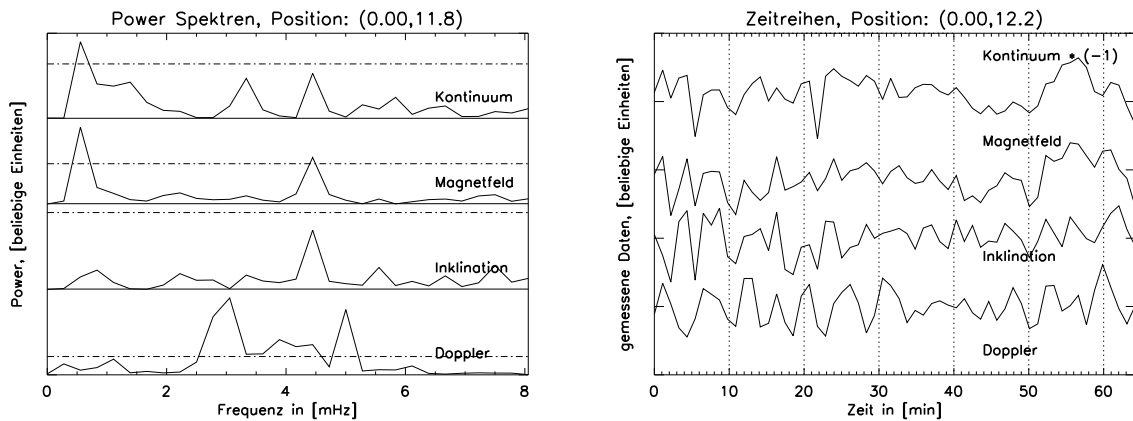 Power Spektren, Position: (0.00,11.8)
Power, [beliebige Einheiten]
Kontinuum
Magnetfeld
Inklination
Doppler
0 2 4 6 8
Frequenz in [mHz]
Zeitreihen, Position: (0.00,12.2)
gemessene Daten, [beliebige Einheiten]
Kontinuum * (-1)
Magnetfeld
Inklination
Doppler
0 10 20 30 40 50 60
Zeit in [min]